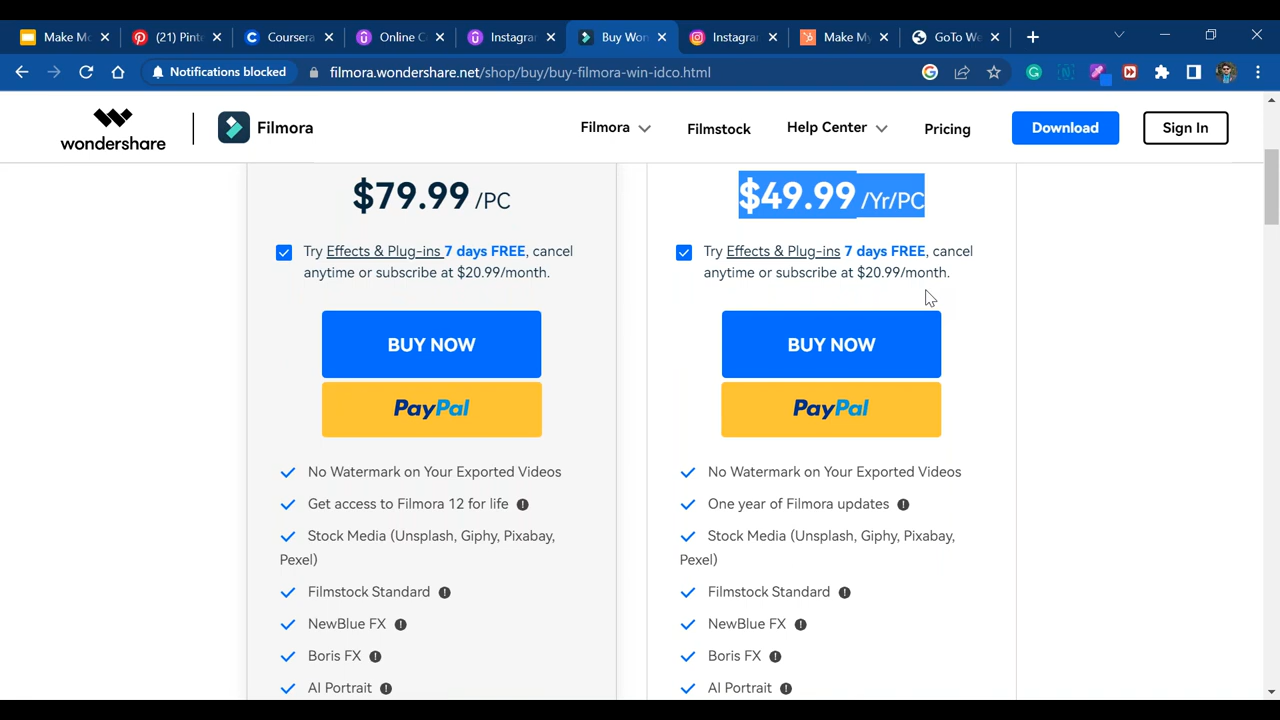 Make Mo
(21) Pint
Coursera
Online C
Instagran
Buy Won
Instagran
Make My
GoTo We
Notifications blocked
filmora.wondershare.net/shop/buy/buy-filmora-win-idco.html
wondershare
Filmora
Filmora
Filmstock
Help Center
Pricing
Download
Sign In
$79.99 /PC
Try Effects & Plug-ins 7 days FREE, cancel
anytime or subscribe at $20.99/month.
BUY NOW
PayPal
No Watermark on Your Exported Videos
Get access to Filmora 12 for life
Stock Media (Unsplash, Giphy, Pixabay,
Pexel)
Filmstock Standard
NewBlue FX
Boris FX
AI Portrait
$49.99 /Yr/PC
Try Effects & Plug-ins 7 days FREE, cancel
anytime or subscribe at $20.99/month.
BUY NOW
PayPal
No Watermark on Your Exported Videos
One year of Filmora updates
Stock Media (Unsplash, Giphy, Pixabay,
Pexel)
Filmstock Standard
NewBlue FX
Boris FX
AI Portrait